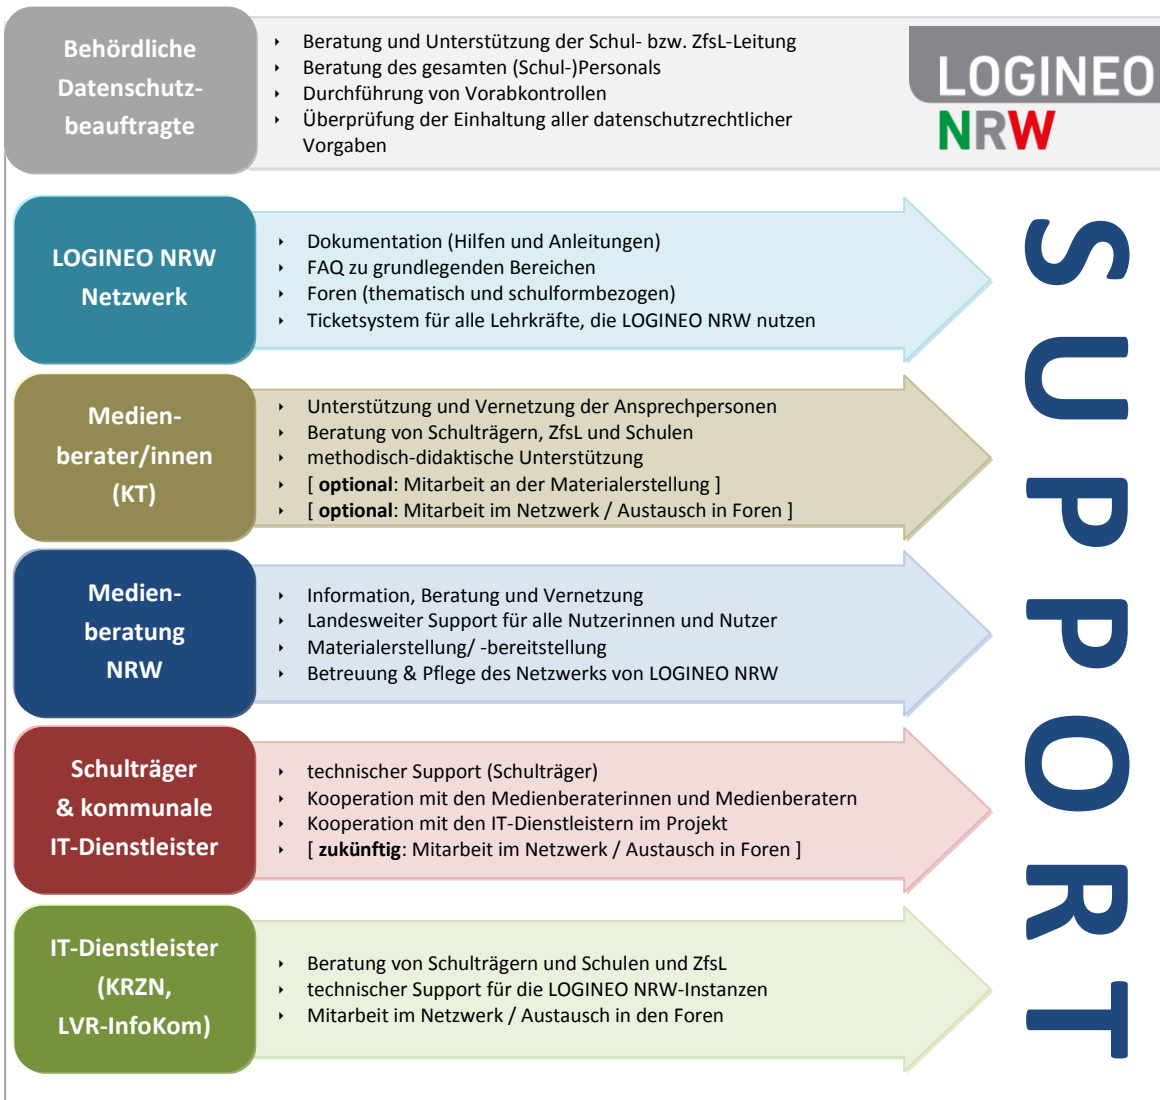 Behördliche
Datenschutz-
beauftragte
‣ Beratung und Unterstützung der Schul- bzw. ZfsL-Leitung
‣ Beratung des gesamten (Schul-)Personals
‣ Durchführung von Vorabkontrollen
‣ Überprüfung der Einhaltung aller datenschutzrechtlicher
Vorgaben
LOGINEO
NRW
LOGINEO NRW
Netzwerk
‣ Dokumentation (Hilfen und Anleitungen)
‣ FAQ zu grundlegenden Bereichen
‣ Foren (thematisch und schulformbezogen)
‣ Ticketsystem für alle Lehrkräfte, die LOGINEO NRW nutzen
Medien-
berater/innen
(KT)
‣ Unterstützung und Vernetzung der Ansprechpersonen
‣ Beratung von Schulträgern, ZfsL und Schulen
‣ methodisch-didaktische Unterstützung
‣ [ optional: Mitarbeit an der Materialerstellung ]
‣ [ optional: Mitarbeit im Netzwerk / Austausch in Foren ]
Medien-
beratung
NRW
‣ Information, Beratung und Vernetzung
‣ Landesweiter Support für alle Nutzerinnen und Nutzer
‣ Materialerstellung/ -bereitstellung
‣ Betreuung & Pflege des Netzwerks von LOGINEO NRW
Schulträger
& kommunale
IT-Dienstleister
‣ technischer Support (Schulträger)
‣ Kooperation mit den Medienberaterinnen und Medienberatern
‣ Kooperation mit den IT-Dienstleistern im Projekt
‣ [ zukünftig: Mitarbeit im Netzwerk / Austausch in Foren ]
IT-Dienstleister
(KRZN,
LVR-InfoKom)
‣ Beratung von Schulträgern und Schulen und ZfsL
‣ technischer Support für die LOGINEO NRW-Instanzen
‣ Mitarbeit im Netzwerk / Austausch in den Foren
SUPPORT